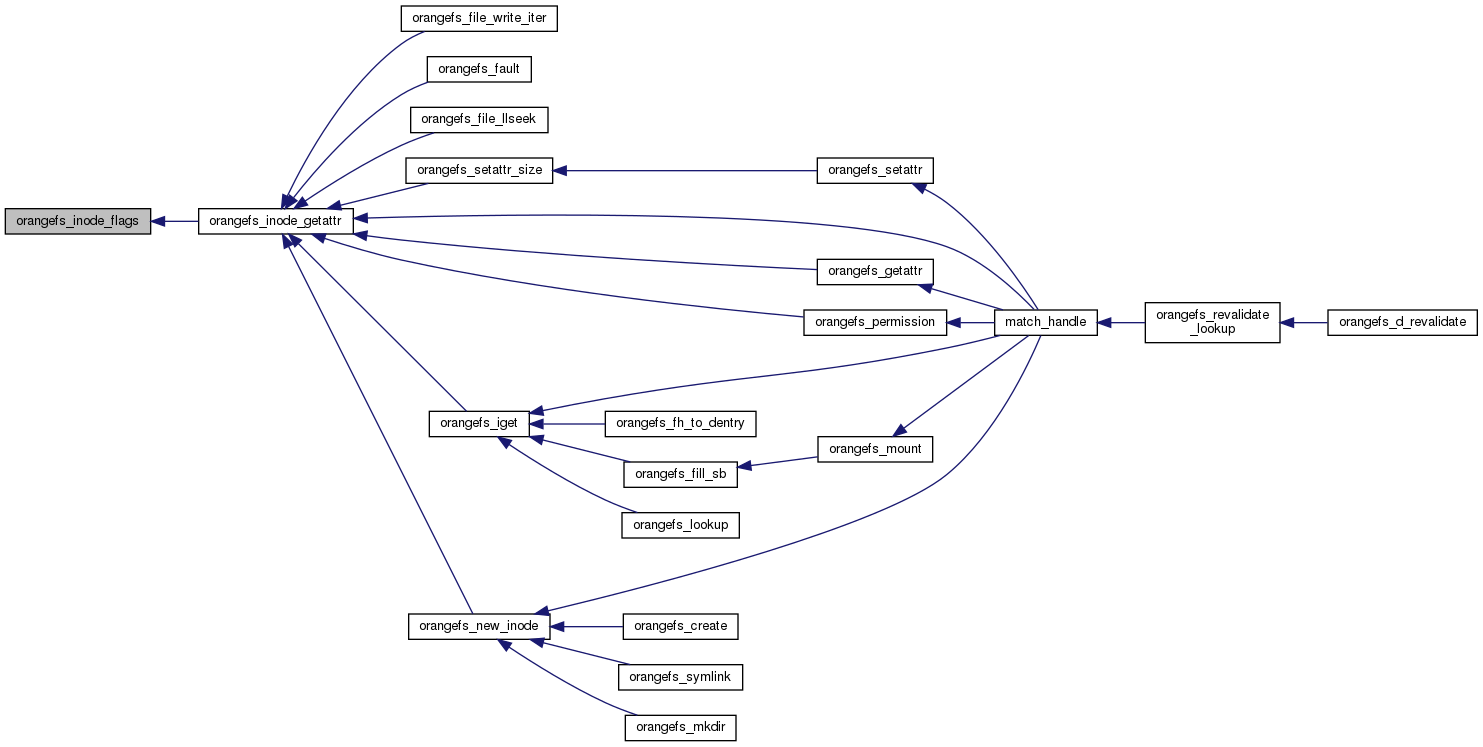 orangefs_file_write_iter
orangefs_fault
orangefs_file_llseek
orangefs_setattr_size
orangefs_setattr
orangefs_inode_flags
orangefs_inode_getattr
orangefs_getattr
orangefs_permission
match_handle
orangefs_revalidate
_lookup
orangefs_d_revalidate
orangefs_iget
orangefs_fh_to_dentry
orangefs_mount
orangefs_fill_sb
orangefs_lookup
orangefs_new_inode
orangefs_create
orangefs_symlink
orangefs_mkdir